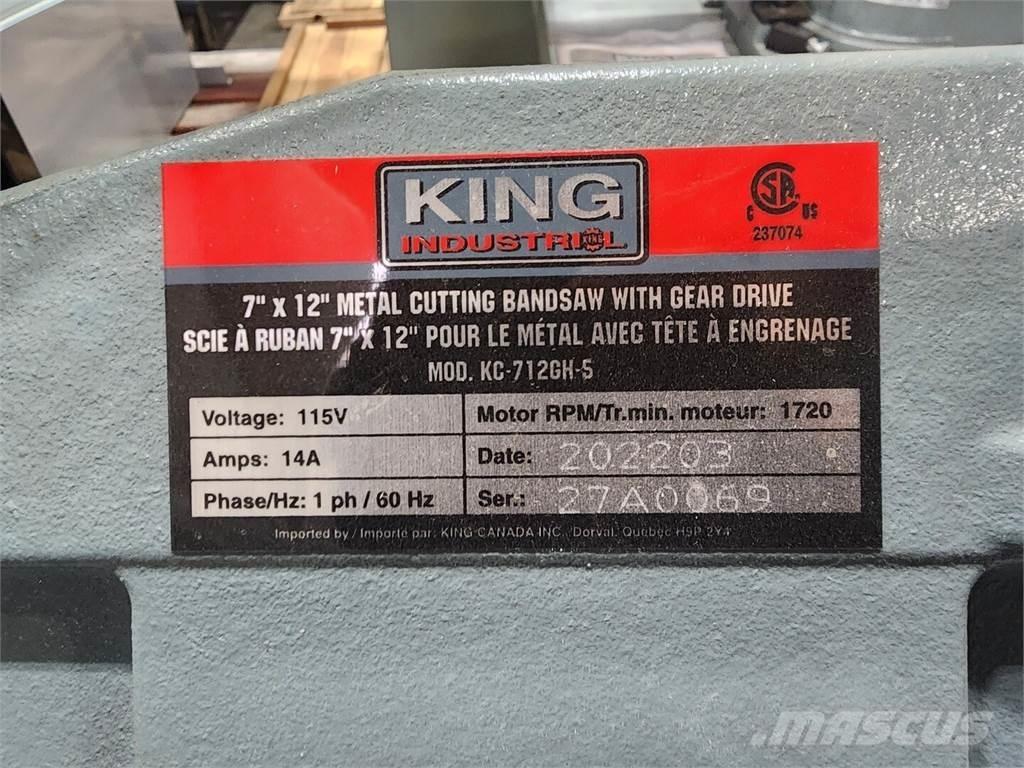 KING
INDUSTRIAL
KING
CSA
C US
237074
7" X 12" METAL CUTTING BANDSAW WITH GEAR DRIVE
SCIE À RUBAN 7" X 12" POUR LE MÉTAL AVEC TÊTE À ENGRENAGE
MOD. KC-712GH-5
Voltage: 115V Motor RPM/Tr.min. moteur: 1720
Amps: 14A Date: 202203
Phase/Hz: 1 ph / 60 Hz Ser.: 27A0069
Imported by / Importé par: KING CANADA INC., Dorval, Québec H9P 2Y4
MASCUS